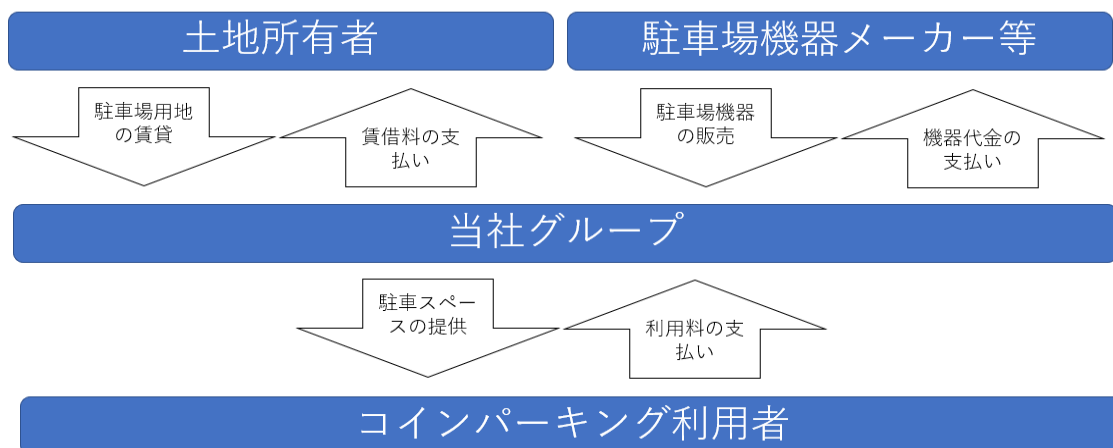 土地所有者
駐車場機器メーカー等
駐車場用地
の賃貸
賃借料の支
払い
駐車場機器
の販売
機器代金の
支払い
当社グループ
駐車スペー
スの提供
利用料の支
払い
コインパーキング利用者